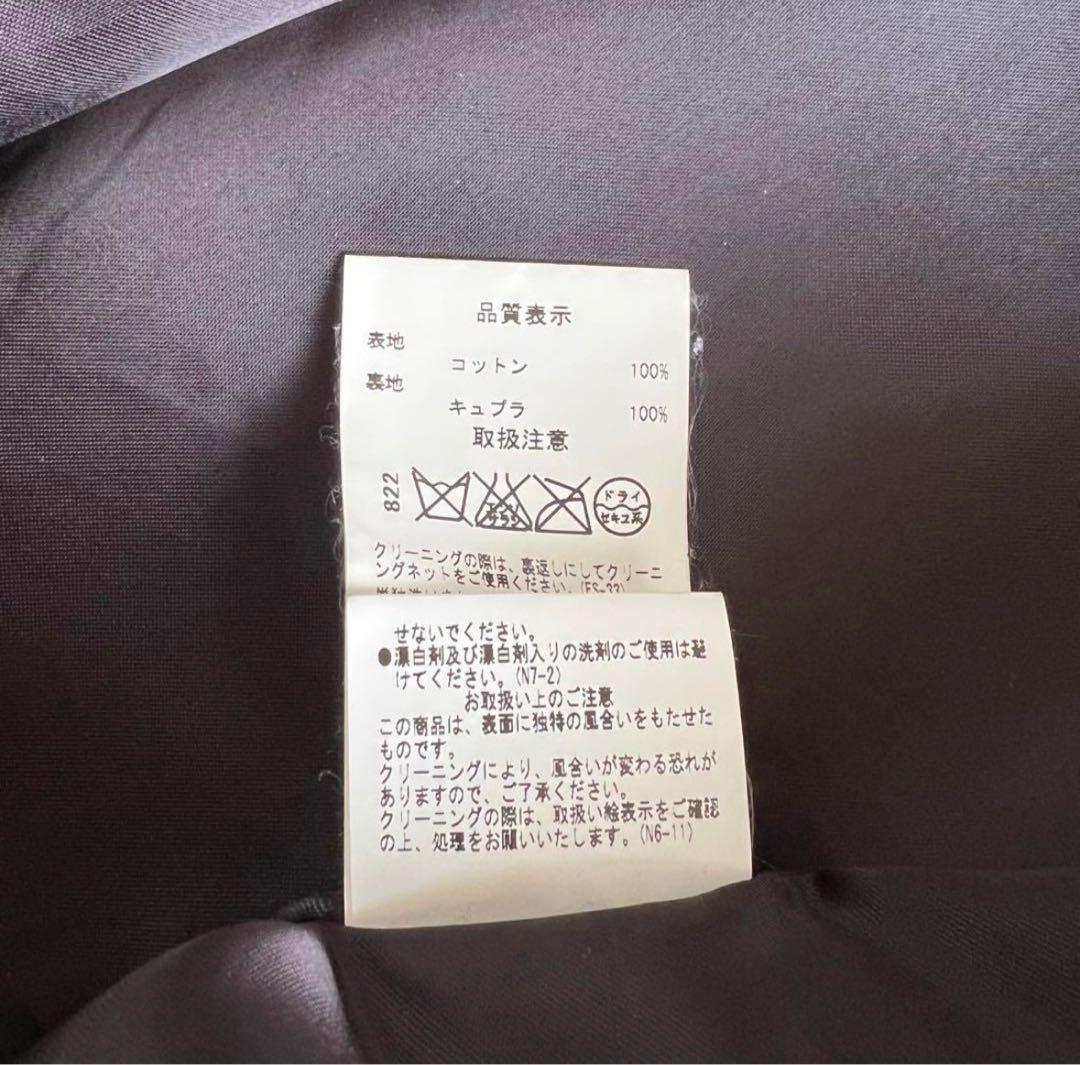 品質表示
表地
コットン 100%
裏地
キュプラ 100%
取扱注意
822
エンソ
サラシ
ドライ
セキユ系
クリーニングの際は、裏返しにしてクリーニ
ングネットをご使用ください。(FS-33)
せないでください。
●漂白剤及び漂白剤入りの洗剤のご使用は避
けてください。(N7-2)
お取扱い上のご注意
この商品は、表面に独特の風合いをもたせた
ものです。
クリーニングにより、風合いが変わる恐れが
ありますので、ご了承ください。
クリーニングの際は、取扱い絵表示をご確認
の上、処理をお願いいたします。(N6-11)